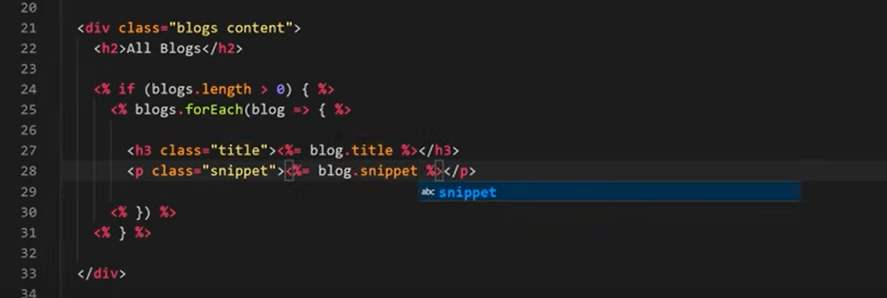 20
21 <div class="blogs content">
22 <h2>All Blogs</h2>
23
24 <% if (blogs.length > 0) { %>
25 <% blogs.forEach(blog => { %>
26
27 <h3 class="title"><%= blog.title %></h3>
28 <p class="snippet"><%= blog.snippet %></p>
29 abc snippet
30 <% }) %>
31 <% } %>
32
33 </div>
34